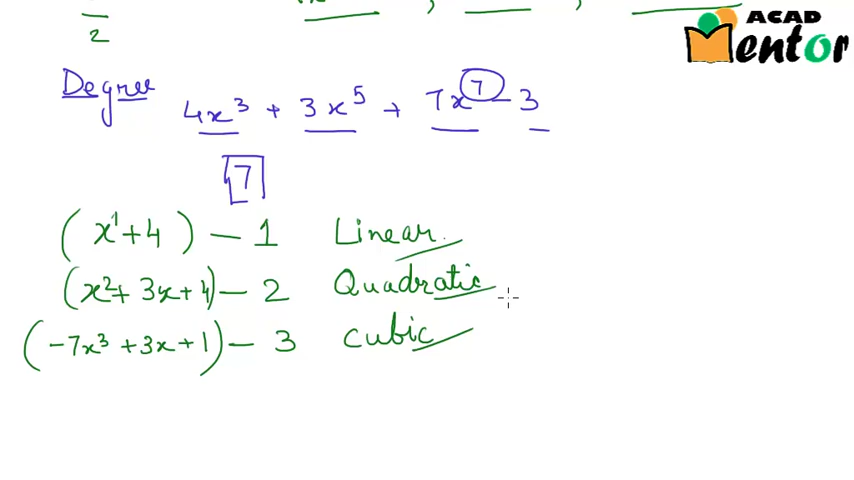 2
ACAD
Mentor
Degree 4x³ + 3x⁵ + 7x⁷ - 3
7
(x¹+4) - 1 Linear.
(x²+ 3x+4) - 2 Quadratic
(-7x³ +3x+1) - 3 cubic